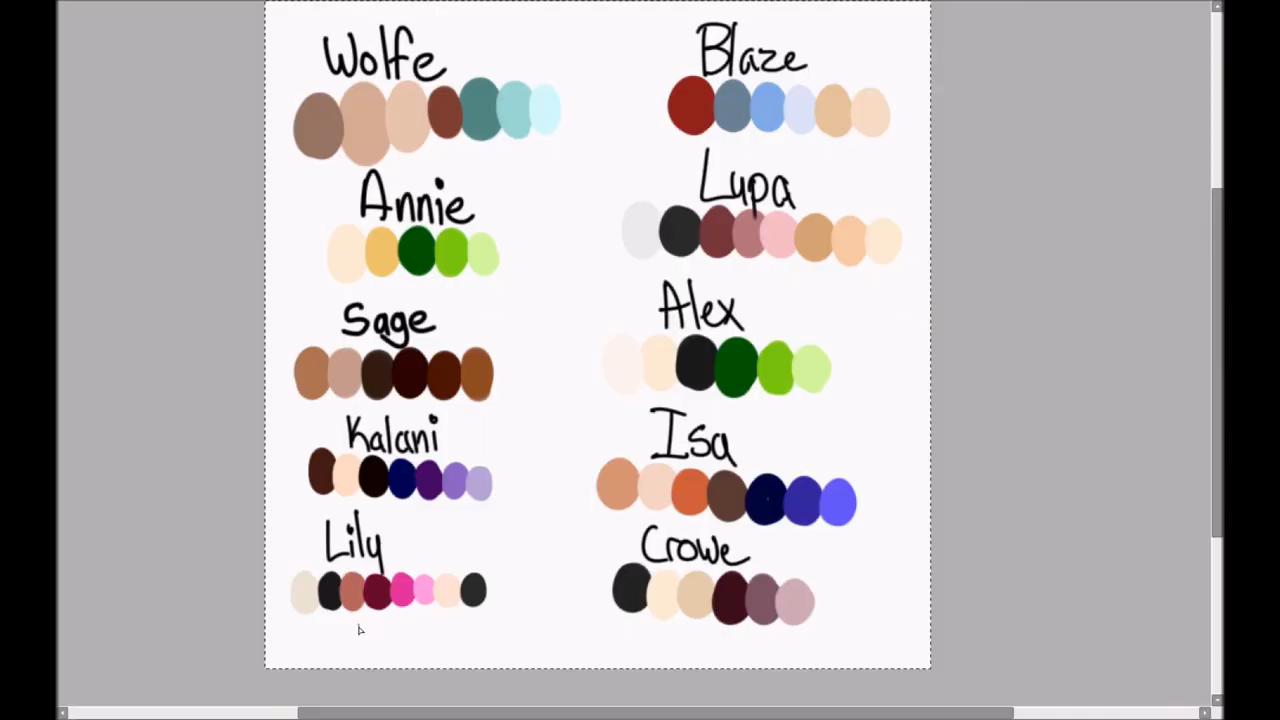 Wolfe
Blaze
Annie
Lupa
Sage
Alex
Kalani
Isa
Lily
Crowe